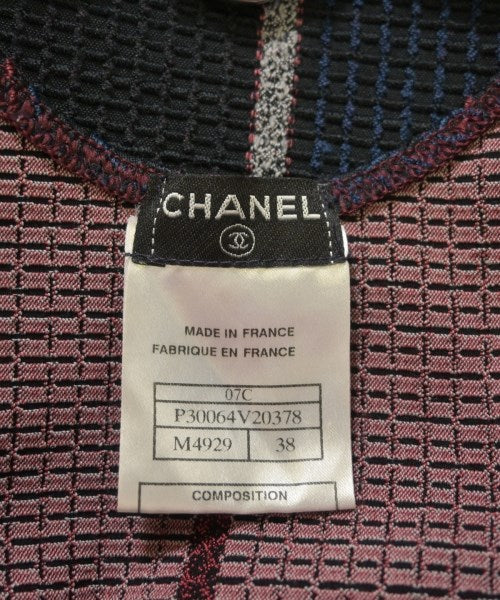 CHANEL
MADE IN FRANCE
FABRIQUE EN FRANCE
07C
P30064V20378
M4929 38
COMPOSITION